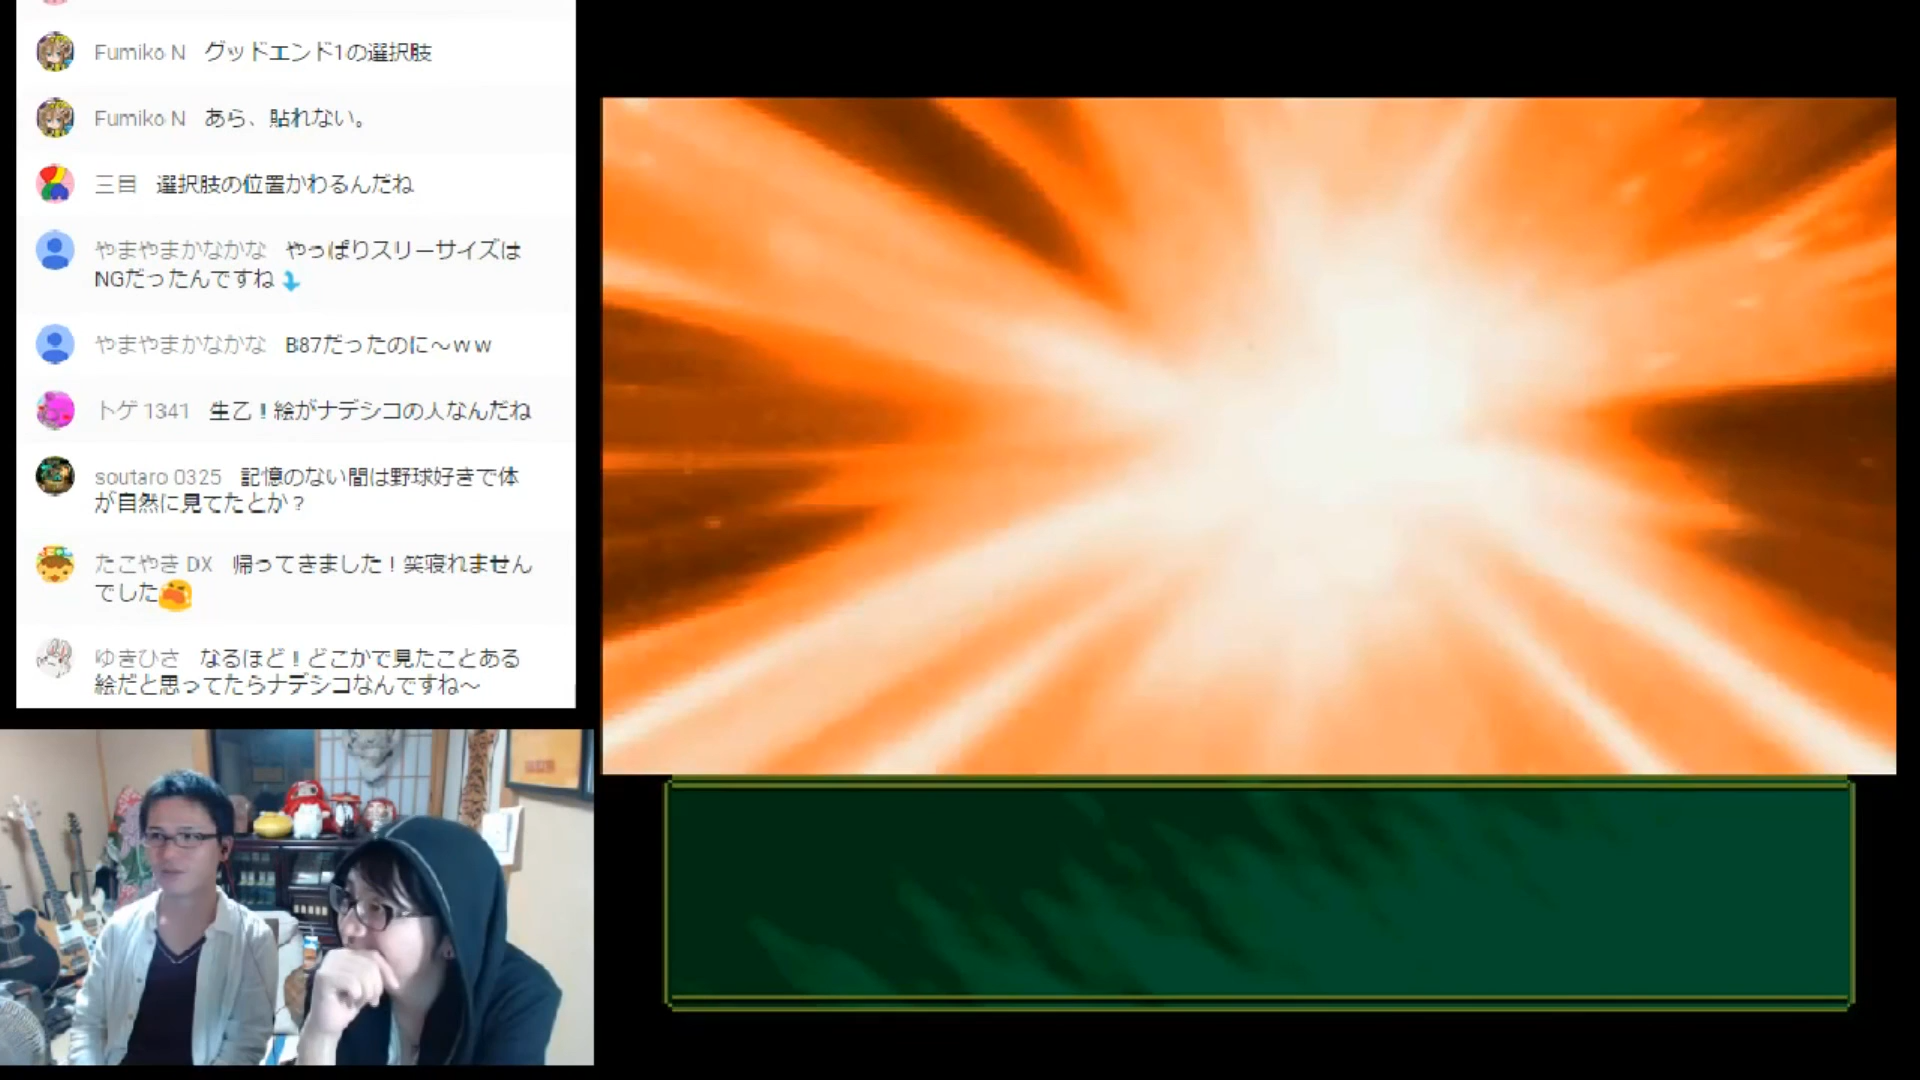 Fumiko N グッドエンド1の選択肢
Fumiko N あら、貼れない。
三目 選択肢の位置かわるんだね
やまやまかなかな やっぱりスリーサイズは
NGだったんですね
やまやまかなかな B87だったのに～ｗｗ
トゲ 1341 生乙！絵がナデシコの人なんだね
soutaro 0325 記憶のない間は野球好きで体
が自然に見てたとか？
たこやき DX 帰ってきました！笑寝れません
でした
ゆきひさ なるほど！どこかで見たことある
絵だと思ってたらナデシコなんですね～